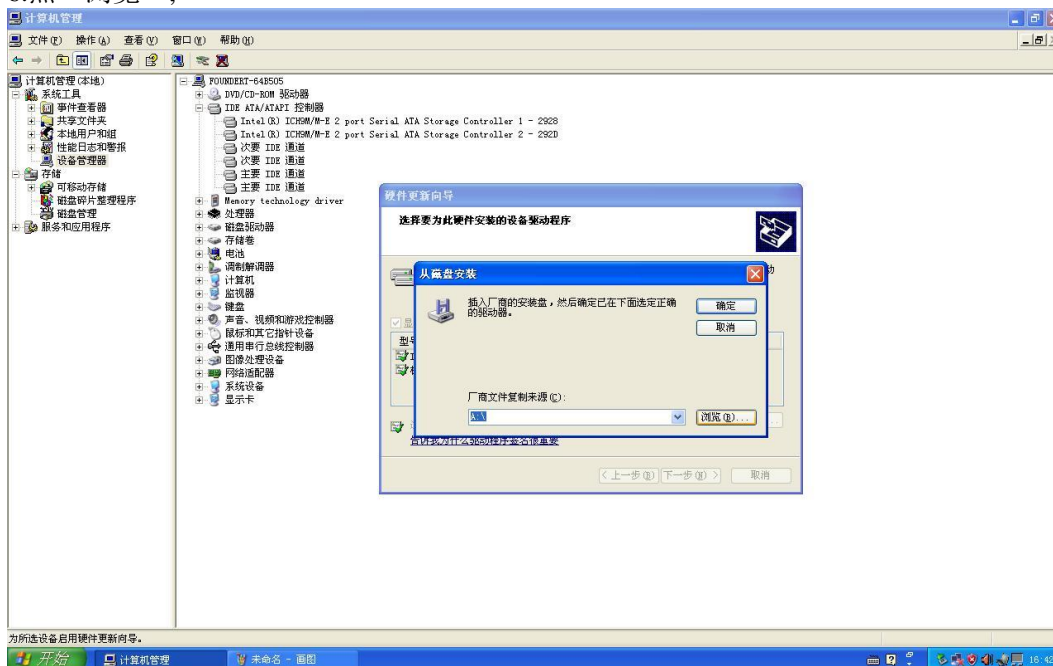 计算机管理
文件(F) 操作(A) 查看(V) 窗口(W) 帮助(H)
计算机管理(本地)
系统工具
事件查看器
共享文件夹
本地用户和组
性能日志和警报
设备管理器
存储
可移动存储
磁盘碎片整理程序
磁盘管理
服务和应用程序
FOUNDERT-64B505
DVD/CD-ROM 驱动器
IDE ATA/ATAPI 控制器
Intel(R) ICH9M/M-E 2 port Serial ATA Storage Controller 1 - 2928
Intel(R) ICH9M/M-E 2 port Serial ATA Storage Controller 2 - 292D
次要 IDE 通道
次要 IDE 通道
主要 IDE 通道
主要 IDE 通道
Memory technology driver
处理器
磁盘驱动器
存储卷
电池
调制解调器
计算机
监视器
键盘
声音、视频和游戏控制器
鼠标和其它指针设备
通用串行总线控制器
图像处理设备
网络适配器
系统设备
显示卡
硬件更新向导
选择要为此硬件安装的设备驱动程序
从磁盘安装
插入厂商的安装盘，然后确定已在下面选定正确
的驱动器。
确定
取消
厂商文件复制来源(C):
A:\
浏览(B)...
告诉我为什么驱动程序签名很重要
<上一步(B) 下一步(N)> 取消
为所选设备启用硬件更新向导。
开始 计算机管理 未命名 - 画图